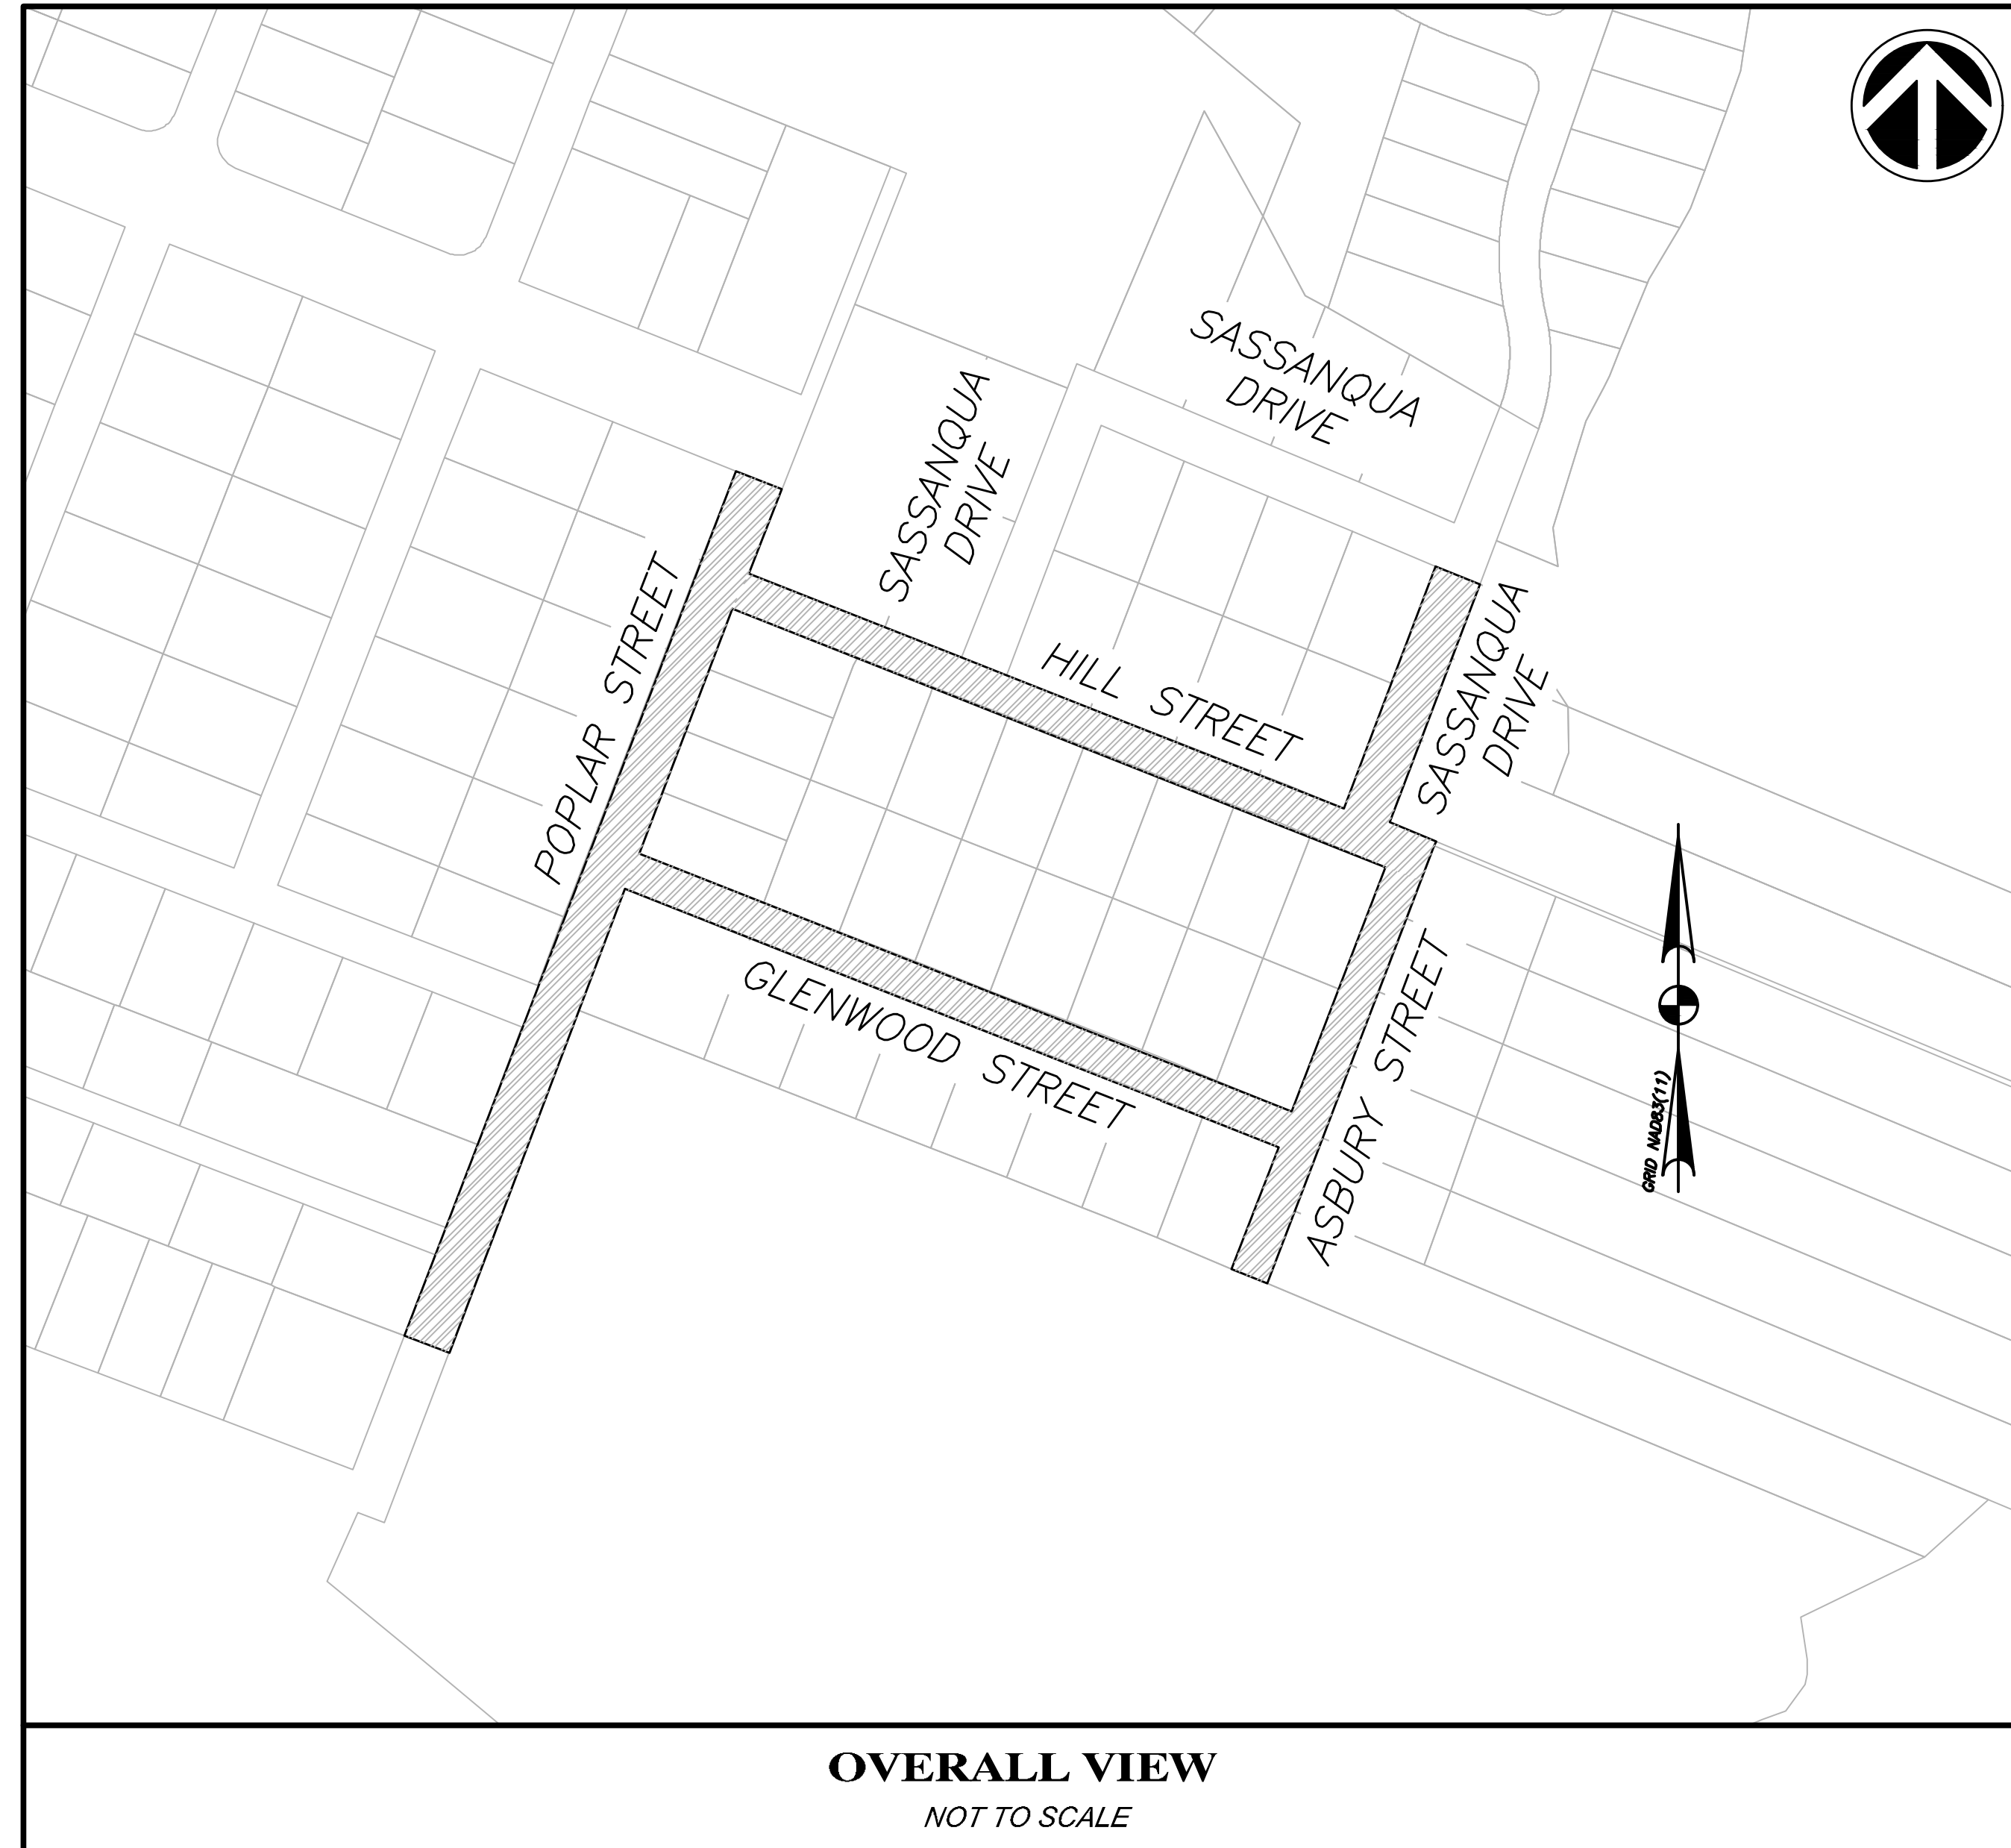 SASSANQUA
DRIVE
SASSANQUA
DRIVE
POPLAR STREET
HILL STREET
SASSANQUA
DRIVE
GLENWOOD STREET
ASBURY STREET
GRID NAD83(11)
OVERALL VIEW
NOT TO SCALE